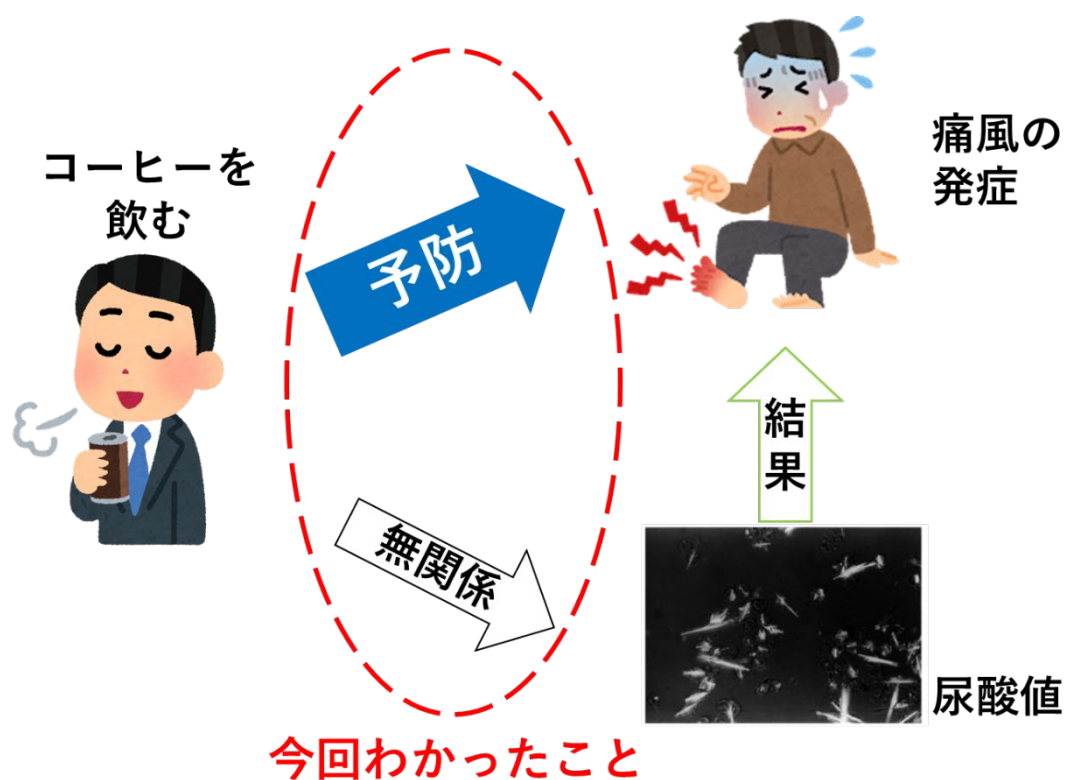 コーヒーを
飲む
予防
痛風の
発症
結
果
無関係
尿酸値
今回わかったこと